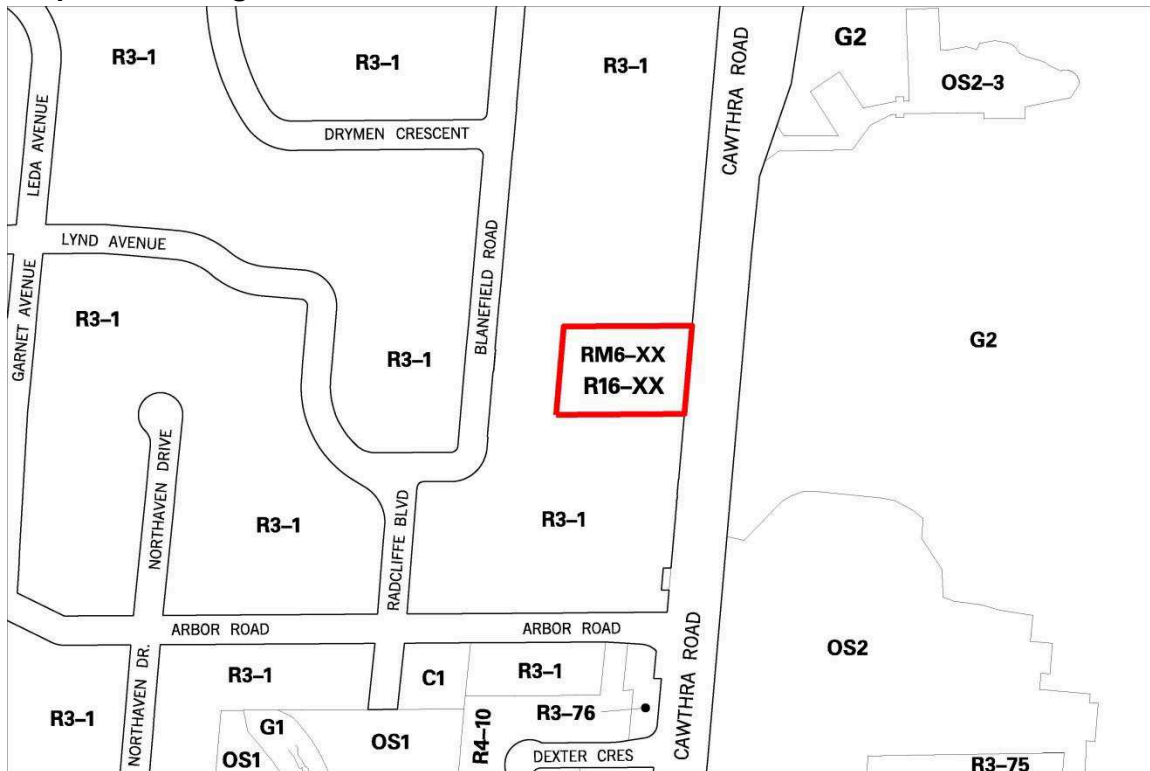 R3–1
R3–1
R3–1
G2
OS2–3
CAWTHRA ROAD
LEDA AVENUE
DRYMEN CRESCENT
LYND AVENUE
BLANEFIELD ROAD
GARNET AVENUE
R3–1
R3–1
RM6–XX
R16–XX
G2
NORTHAVEN DRIVE
R3–1
RADCLIFFE BLVD
R3–1
ARBOR ROAD
ARBOR ROAD
CAWTHRA ROAD
OS2
NORTHAVEN DR.
R3–1
C1
R3–1
R3–1
G1
OS1
OS1
R4–10
R3–76
DEXTER CRES
R3–75